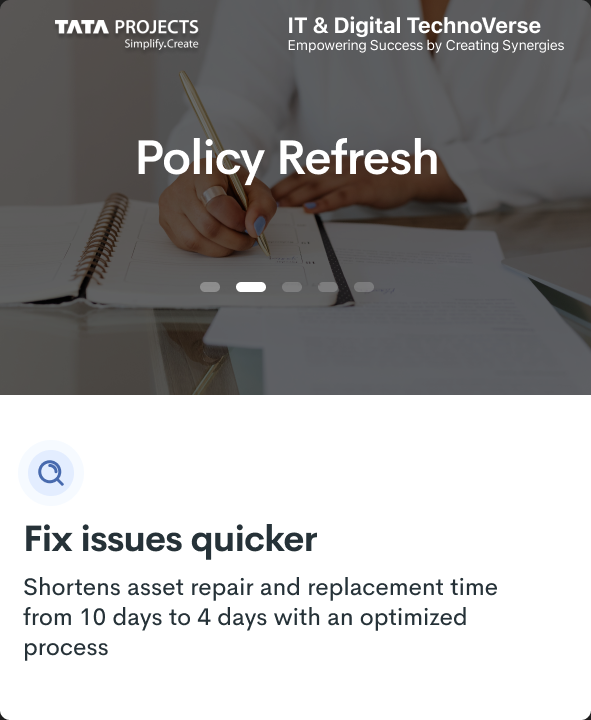 TATA PROJECTS
Simplify.Create
IT & Digital TechnoVerse
Empowering Success by Creating Synergies
Policy Refresh
Fix issues quicker
Shortens asset repair and replacement time
from 10 days to 4 days with an optimized
process